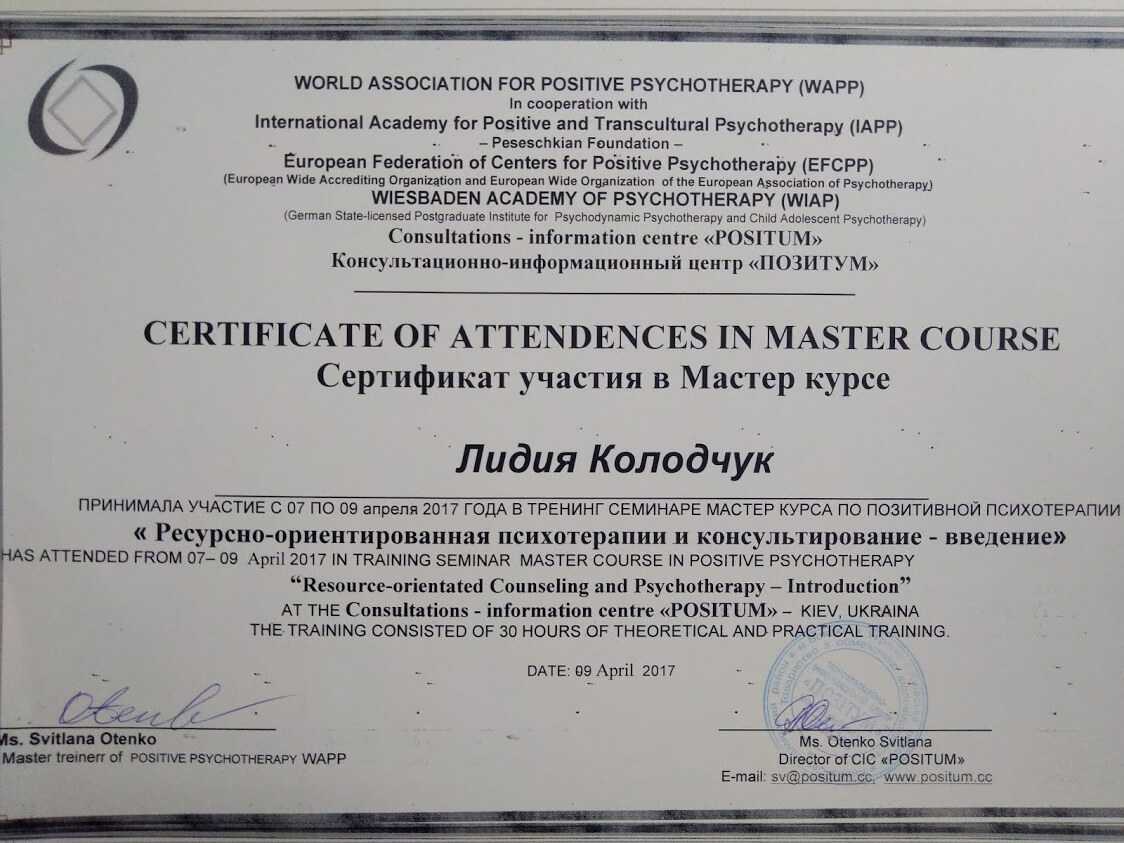 WORLD ASSOCIATION FOR POSITIVE PSYCHOTHERAPY (WAPP)
In cooperation with
International Academy for Positive and Transcultural Psychotherapy (IAPP)
– Peseschkian Foundation –
European Federation of Centers for Positive Psychotherapy (EFCPP)
(European Wide Accrediting Organization and European Wide Organization of the European Association of Psychotherapy)
WIESBADEN ACADEMY OF PSYCHOTHERAPY (WIAP)
(German State-licensed Postgraduate Institute for Psychodynamic Psychotherapy and Child Adolescent Psychotherapy)
Consultations - information centre «POSITUM»
Консультационно-информационный центр «ПОЗИТУМ»
CERTIFICATE OF ATTENDENCES IN MASTER COURSE
Сертификат участия в Мастер курсе
Лидия Колодчук
ПРИНИМАЛА УЧАСТИЕ С 07 ПО 09 апреля 2017 ГОДА В ТРЕНИНГ СЕМИНАРЕ МАСТЕР КУРСА ПО ПОЗИТИВНОЙ ПСИХОТЕРАПИИ
« Ресурсно-ориентированная психотерапии и консультирование - введение»
HAS ATTENDED FROM 07– 09 April 2017 IN TRAINING SEMINAR MASTER COURSE IN POSITIVE PSYCHOTHERAPY
“Resource-orientated Counseling and Psychotherapy – Introduction”
AT THE Consultations - information centre «POSITUM» – KIEV, UKRAINA
THE TRAINING CONSISTED OF 30 HOURS OF THEORETICAL AND PRACTICAL TRAINING.
DATE: 09 April 2017
Ms. Svitlana Otenko
Master treinerr of POSITIVE PSYCHOTHERAPY WAPP
Ms. Otenko Svitlana
Director of CIC «POSITUM»
E-mail: sv@positum.cc, www.positum.cc